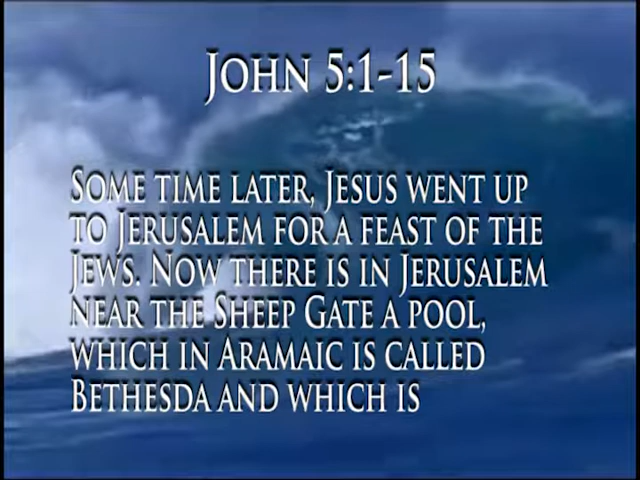 John 5:1-15
Some time later, Jesus went up
to Jerusalem for a feast of the
Jews. Now there is in Jerusalem
near the Sheep Gate a pool,
which in Aramaic is called
Bethesda and which is